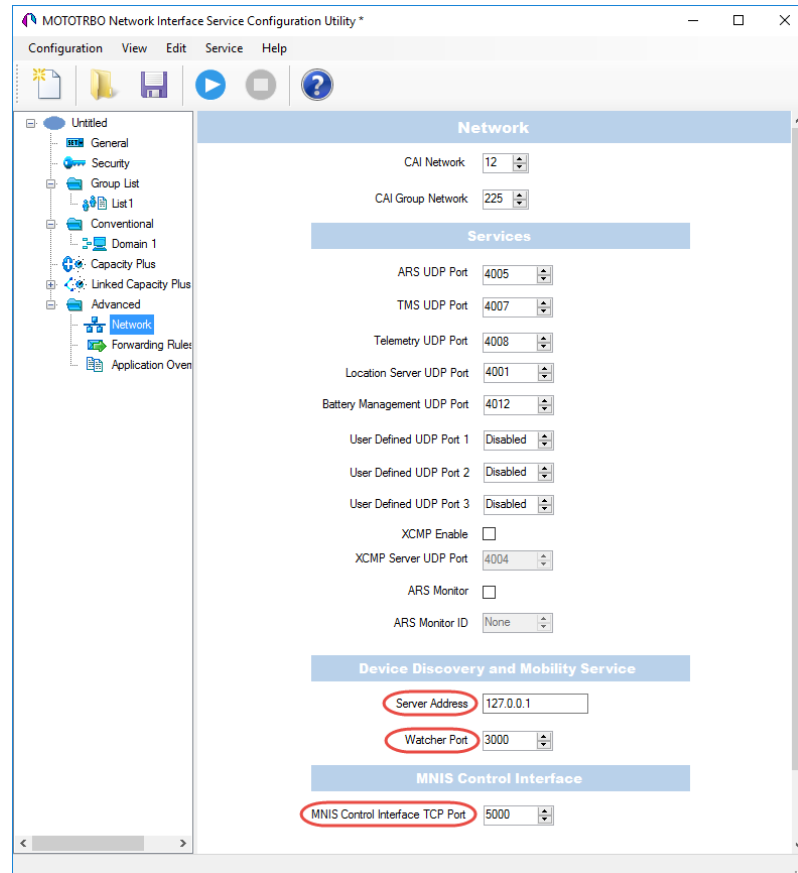 MOTOTRBO Network Interface Service Configuration Utility *
Configuration View Edit Service Help
Untitled
General
Security
Group List
List1
Conventional
Domain 1
Capacity Plus
Linked Capacity Plus
Advanced
Network
Forwarding Rules
Application Overr
Network
CAI Network 12
CAI Group Network 225
Services
ARS UDP Port 4005
TMS UDP Port 4007
Telemetry UDP Port 4008
Location Server UDP Port 4001
Battery Management UDP Port 4012
User Defined UDP Port 1 Disabled
User Defined UDP Port 2 Disabled
User Defined UDP Port 3 Disabled
XCMP Enable
XCMP Server UDP Port 4004
ARS Monitor
ARS Monitor ID None
Device Discovery and Mobility Service
Server Address 127.0.0.1
Watcher Port 3000
MNIS Control Interface
MNIS Control Interface TCP Port 5000